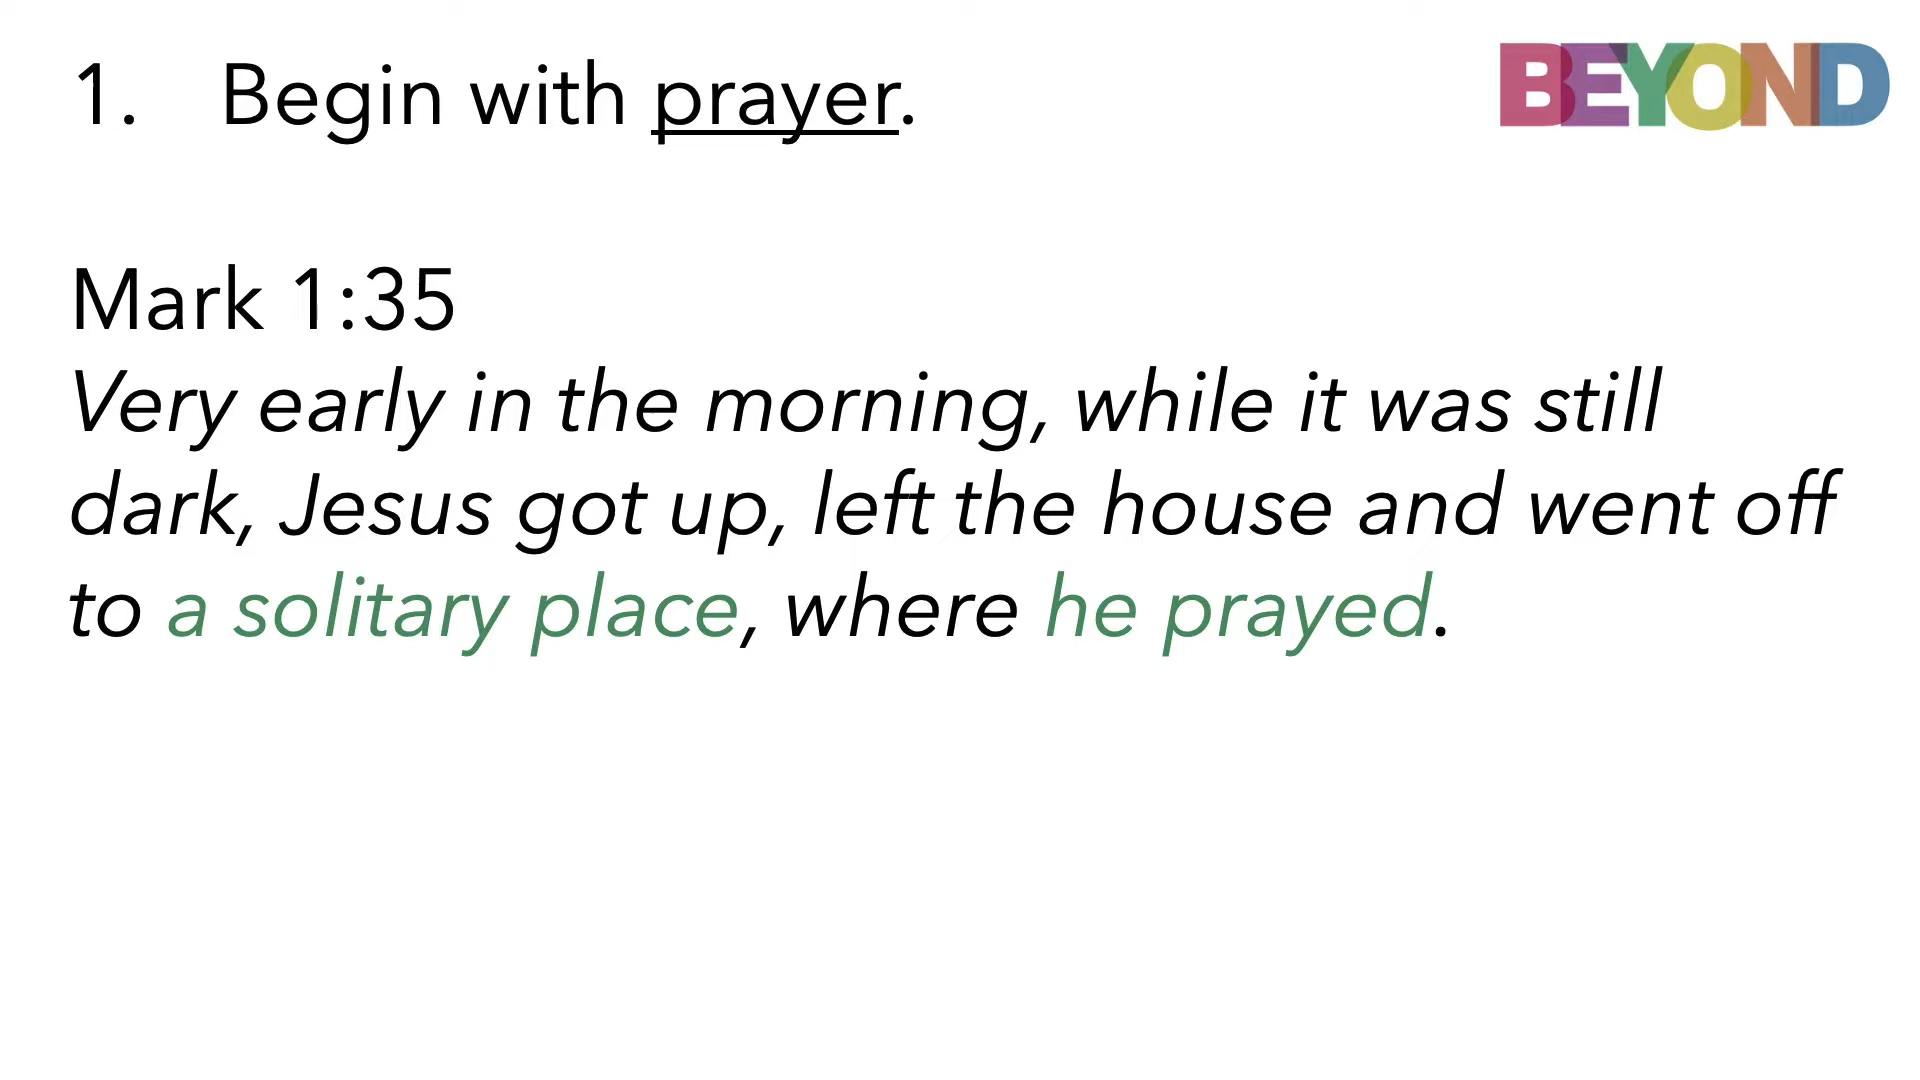 1. Begin with prayer.
BEYOND
Mark 1:35
Very early in the morning, while it was still
dark, Jesus got up, left the house and went off
to a solitary place, where he prayed.